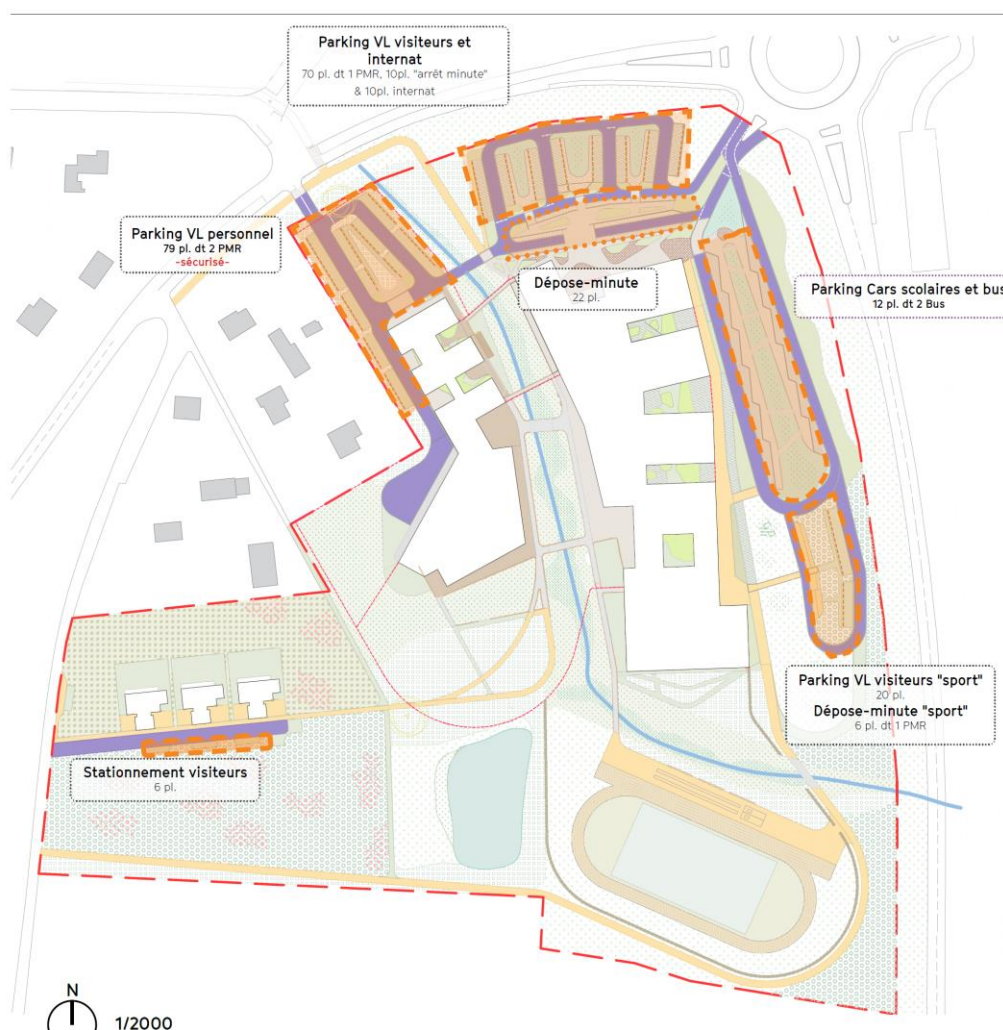 Parking VL visiteurs et
internat
70 pl. dt 1 PMR, 10pl. "arrêt minute"
& 10pl. internat
Parking VL personnel
79 pl. dt 2 PMR
-sécurisé-
Dépose-minute
22 pl.
Parking Cars scolaires et bus
12 pl. dt 2 Bus
Parking VL visiteurs "sport"
20 pl.
Dépose-minute "sport"
6 pl. dt 1 PMR
Stationnement visiteurs
6 pl.
N
1/2000